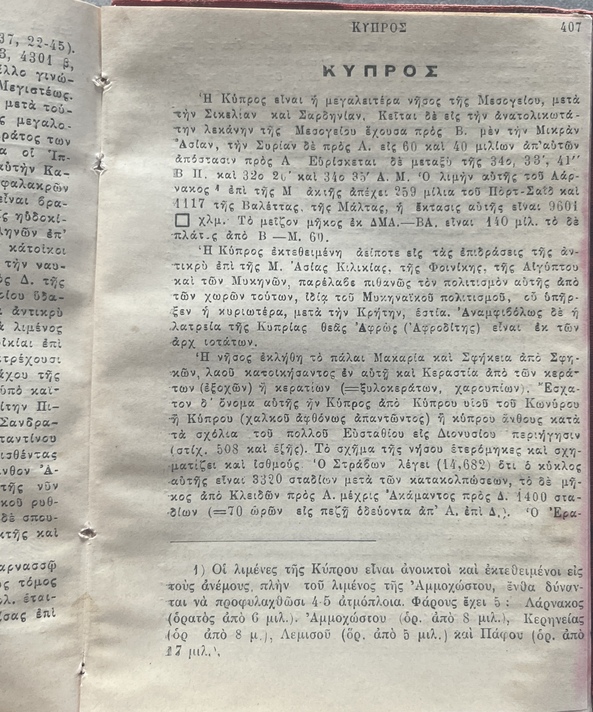 37, 22-45).
ΚΥΠΡΟΣ 407
ΚΥΠΡΟΣ
Ἡ Κύπρος εἶναι ἡ μεγαλειτέρα νῆσος τῆς Μεσογείου, μετὰ
τὴν Σικελίαν καὶ Σαρδηνίαν. Κεῖται δὲ εἰς τὴν ἀνατολικωτά-
την λεκάνην τῆς Μεσογείου ἔχουσα πρὸς Β. μὲν τὴν Μικρὰν
Ἀσίαν, τὴν Συρίαν δὲ πρὸς Α. εἰς 60 καὶ 40 μιλίων ἀπ' αὐτῶν
ἀπόστασιν πρὸς Α Εὑρίσκεται δὲ μεταξὺ τῆς 34ο, 33', 41''
Β Π. καὶ 32ο 20' καὶ 34ο 35' Α. Μ. Ὁ λιμὴν αὐτῆς τοῦ Λάρ-
νακος ¹ ἐπὶ τῆς Μ ἀκτῆς ἀπέχει 259 μίλια τοῦ Πὸρτ-Σαῒδ καὶ
1117 τῆς Βαλέττας, τῆς Μάλτας, ἡ ἔκτασις αὐτῆς εἶναι 9601
□ χλμ. Τὸ μεῖζον μῆκος ἐκ ΔΜΔ.—ΒΑ. εἶναι 140 μίλ. τὸ δὲ
πλάτ-ς ἀπὸ Β —Μ. 60.
Ἡ Κύπρος ἐκτεθειμένη ἀείποτε εἰς τὰς ἐπιδράσεις τῆς ἀν-
τικρὺ ἐπὶ τῆς Μ. Ἀσίας Κιλικίας, τῆς Φοινίκης, τῆς Αἰγύπτου
καὶ τῶν Μυκηνῶν, παρέλαβε πιθανῶς τὸν πολιτισμὸν αὐτῆς ἀπὸ
τῶν χωρῶν τούτων, ἰδίᾳ τοῦ Μυκηναϊκοῦ πολιτισμοῦ, οὗ ὑπῆρ-
ξεν ἡ κυριωτέρα, μετὰ τὴν Κρήτην, ἑστία. Ἀναμφιβόλως δὲ ἡ
λατρεία τῆς Κυπρίας θεᾶς Ἀφρῶς (Ἀφροδίτης) εἶναι ἐκ τῶν
ἀρχ ιοτάτων.
Ἡ νῆσος ἐκλήθη τὸ πάλαι Μακαρία καὶ Σφήκεια ἀπὸ Σφη-
κῶν, λαοῦ κατοικήσαντος ἐν αὐτῇ καὶ Κεραστία ἀπὸ τῶν κερά-
των (ἐξοχῶν) ἢ κερατίων (=ξυλοκεράτων, χαρουπίων). Ἔσχα-
τον δ' ὄνομα αὐτῆς ἦν Κύπρος ἀπὸ Κύπρου υἱοῦ τοῦ Κωνύρου
ἢ Κύπρου (χαλκοῦ ἀφθόνως ἀπαντῶντος) ἢ κύπρου ἄνθους κατὰ
τὰ σχόλια τοῦ πολλοῦ Εὐσταθίου εἰς Διονυσίου περιήγησιν
(στίχ. 508 καὶ ἑξῆς). Τὸ σχῆμα τῆς νήσου ἑτερόμηκες καὶ σχη-
ματίζει καὶ ἰσθμούς. Ὁ Στράβων λέγει (14,682) ὅτι ὁ κύκλος
αὐτῆς εἶναι 3320 σταδίων μετὰ τῶν κατακολπώσεων, τὸ δὲ μῆ-
κος ἀπὸ Κλειδῶν πρὸς Α. μέχρις Ἀκάμαντος πρὸς Δ. 1400 στα-
δίων (=70 ὡρῶν εἰς πεζῇ ὁδεύοντα ἀπ' Α. ἐπὶ Δ.). Ὁ Ἐρα-
1) Οἱ λιμένες τῆς Κύπρου εἶναι ἀνοικτοὶ καὶ ἐκτεθειμένοι εἰς
τοὺς ἀνέμους, πλὴν τοῦ λιμένος τῆς Ἀμμοχώστου, ἔνθα δύναν-
ται νὰ προφυλαχθῶσι 4-5 ἀτμόπλοια. Φάρους ἔχει 5 : Λάρνακος
(ὁρατὸς ἀπὸ 6 μιλ.). Ἀμμοχώστου (ὁρ. ἀπὸ 8 μιλ.), Κερηνείας
(ὁρ ἀπὸ 8 μ.), Λεμισοῦ (ὁρ. ἀπὸ 5 μιλ.) καὶ Πάφου (ὁρ. ἀπὸ
17 μιλ.).